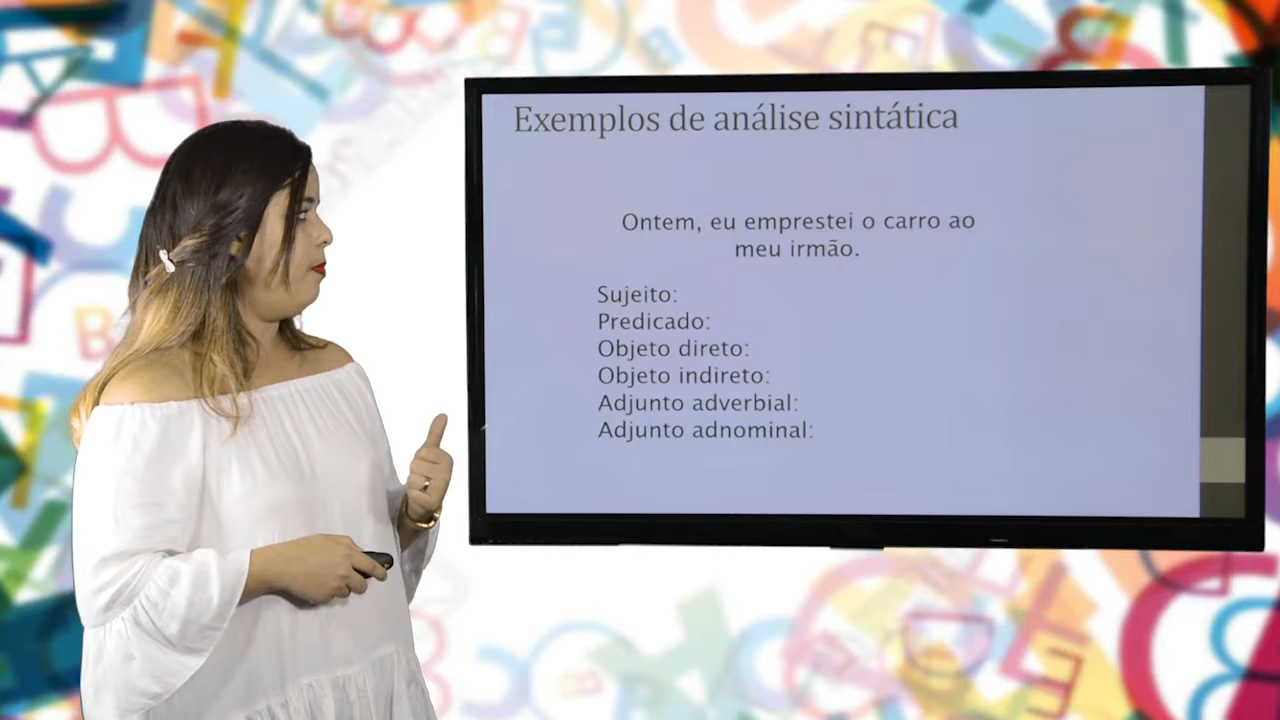 Exemplos de análise sintática
Ontem, eu emprestei o carro ao
meu irmão.
Sujeito:
Predicado:
Objeto direto:
Objeto indireto:
Adjunto adverbial:
Adjunto adnominal: